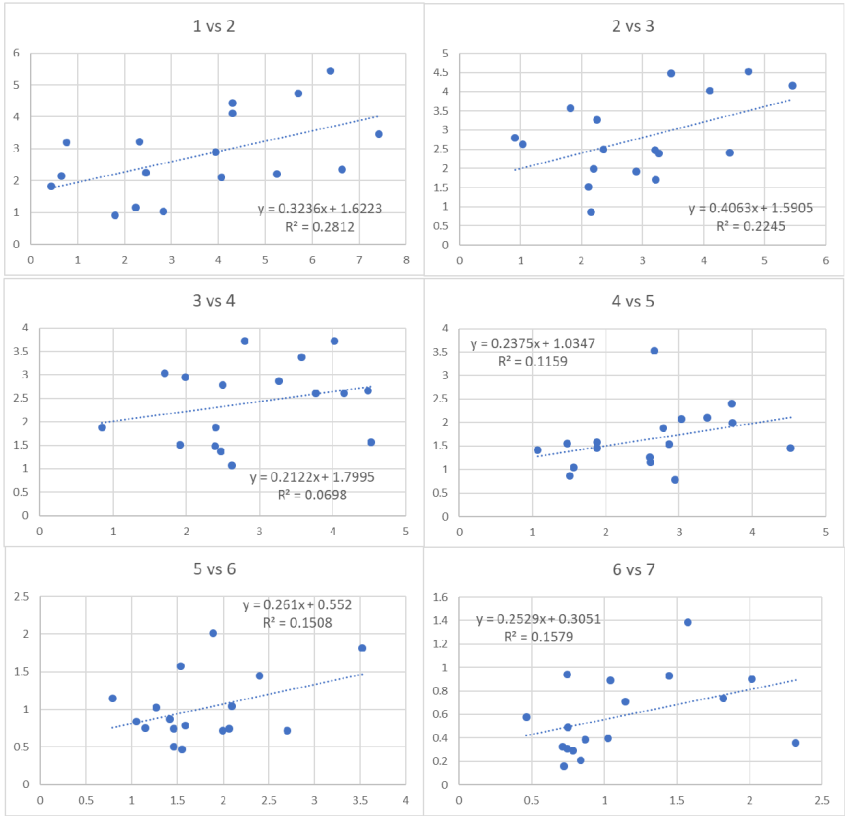 1 vs 2
6
5
4
3
2
1
0
0 1 2 3 4 5 6 7 8
y = 0.3236x + 1.6223
R² = 0.2812
2 vs 3
5
4.5
4
3.5
3
2.5
2
1.5
1
0.5
0
0 1 2 3 4 5 6
y = 0.4063x + 1.5905
R² = 0.2245
3 vs 4
4
3.5
3
2.5
2
1.5
1
0.5
0
0 1 2 3 4 5
y = 0.2122x + 1.7995
R² = 0.0698
4 vs 5
4
3.5
3
2.5
2
1.5
1
0.5
0
0 1 2 3 4 5
y = 0.2375x + 1.0347
R² = 0.1159
5 vs 6
2.5
2
1.5
1
0.5
0
0 0.5 1 1.5 2 2.5 3 3.5 4
y = 0.261x + 0.552
R² = 0.1508
6 vs 7
1.6
1.4
1.2
1
0.8
0.6
0.4
0.2
0
0 0.5 1 1.5 2 2.5
y = 0.2529x + 0.3051
R² = 0.1579